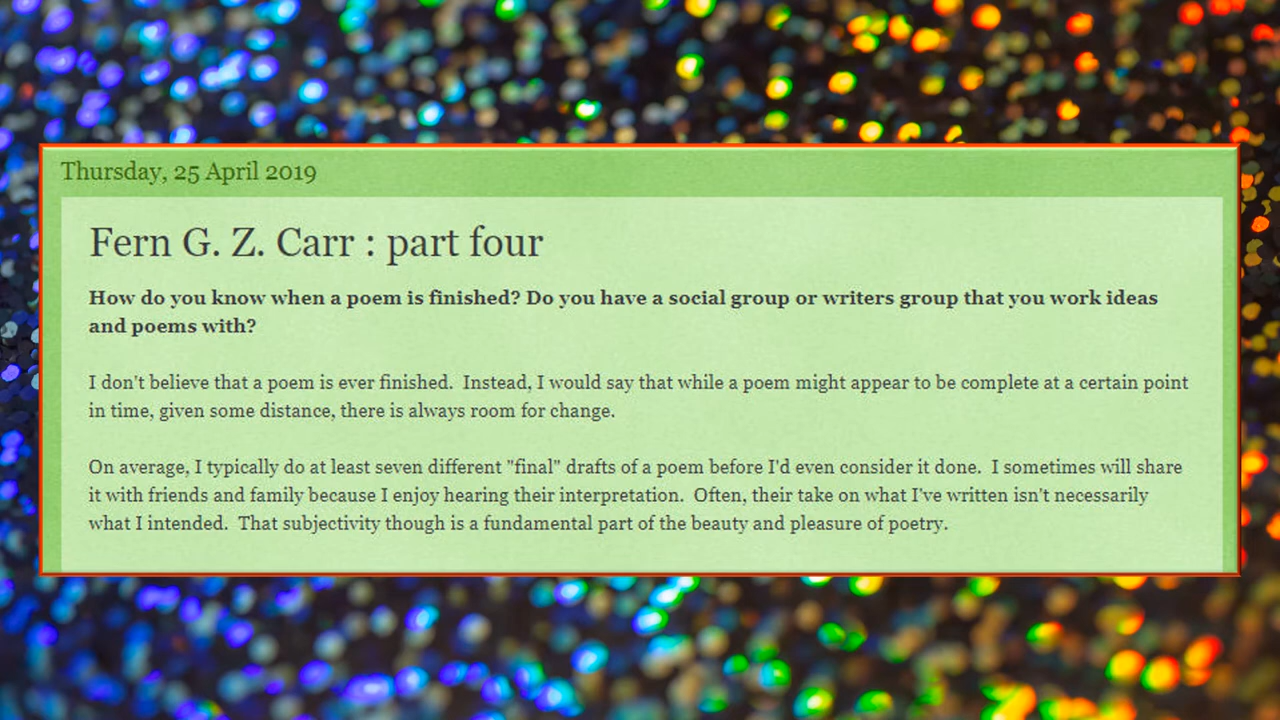 Thursday, 25 April 2019
Fern G. Z. Carr : part four
How do you know when a poem is finished? Do you have a social group or writers group that you work ideas
and poems with?
I don't believe that a poem is ever finished.  Instead, I would say that while a poem might appear to be complete at a certain point
in time, given some distance, there is always room for change.
On average, I typically do at least seven different "final" drafts of a poem before I'd even consider it done.  I sometimes will share
it with friends and family because I enjoy hearing their interpretation.  Often, their take on what I've written isn't necessarily
what I intended.  That subjectivity though is a fundamental part of the beauty and pleasure of poetry.